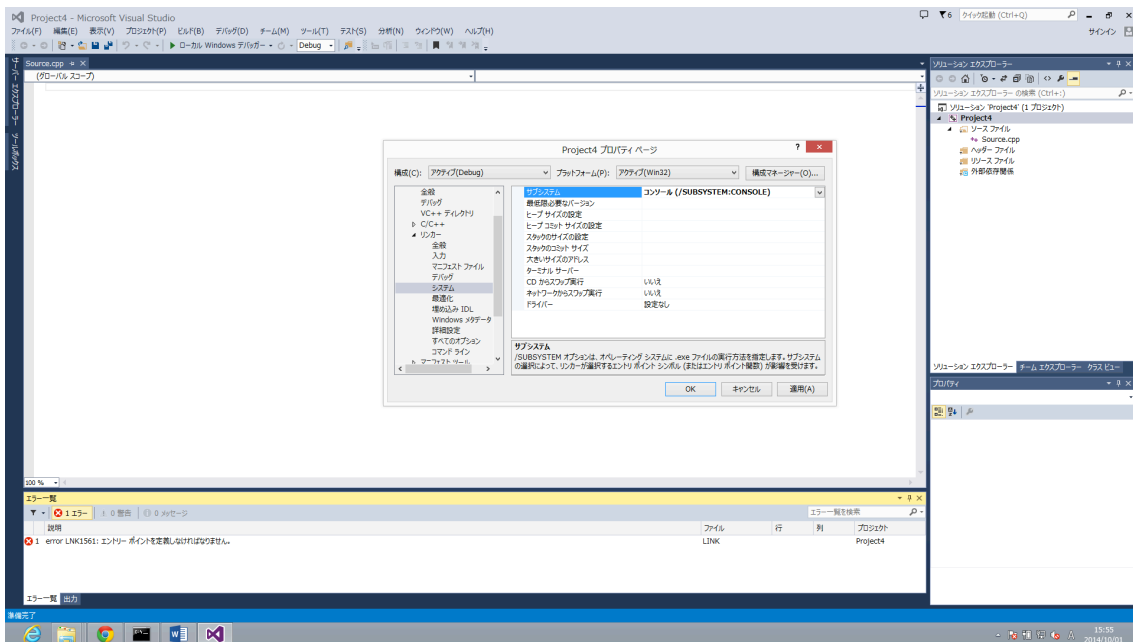 Project4 - Microsoft Visual Studio
6
クイック起動 (Ctrl+Q)
ファイル(F) 編集(E) 表示(V) プロジェクト(P) ビルド(B) デバッグ(D) チーム(M) ツール(T) テスト(S) 分析(N) ウィンドウ(W) ヘルプ(H)
サインイン
ローカル Windows デバッガー
Debug
サーバー エクスプローラー
ツールボックス
Source.cpp
(グローバル スコープ)
ソリューション エクスプローラー
ソリューション エクスプローラー の検索 (Ctrl+:)
ソリューション 'Project4' (1 プロジェクト)
Project4
ソース ファイル
Source.cpp
ヘッダー ファイル
リソース ファイル
外部依存関係
Project4 プロパティ ページ
構成(C): アクティブ(Debug)
プラットフォーム(P): アクティブ(Win32)
構成マネージャー(O)...
全般
デバッグ
VC++ ディレクトリ
C/C++
リンカー
全般
入力
マニフェスト ファイル
デバッグ
システム
最適化
埋め込み IDL
Windows メタデータ
詳細設定
すべてのオプション
コマンド ライン
マニフェスト ツール
サブシステム コンソール (/SUBSYSTEM:CONSOLE)
最低限必要なバージョン
ヒープ サイズの設定
ヒープ コミット サイズの設定
スタックのサイズの設定
スタックのコミット サイズ
大きいサイズのアドレス
ターミナル サーバー
CD からスワップ実行 いいえ
ネットワークからスワップ実行 いいえ
ドライバー 設定なし
サブシステム
/SUBSYSTEM オプションは、オペレーティング システムに .exe ファイルの実行方法を指定します。サブシステム
の選択によって、リンカーが選択するエントリ ポイント シンボル (またはエントリ ポイント関数) が影響を受けます。
OK キャンセル 適用(A)
ソリューション エクスプローラー チーム エクスプローラー クラス ビュー
プロパティ
100 %
エラー一覧
1 エラー 0 警告 0 メッセージ
エラー一覧を検索
説明 ファイル 行 列 プロジェクト
1 error LNK1561: エントリー ポイントを定義しなければなりません。 LINK Project4
エラー一覧 出力
準備完了
A
15:55
2014/10/01